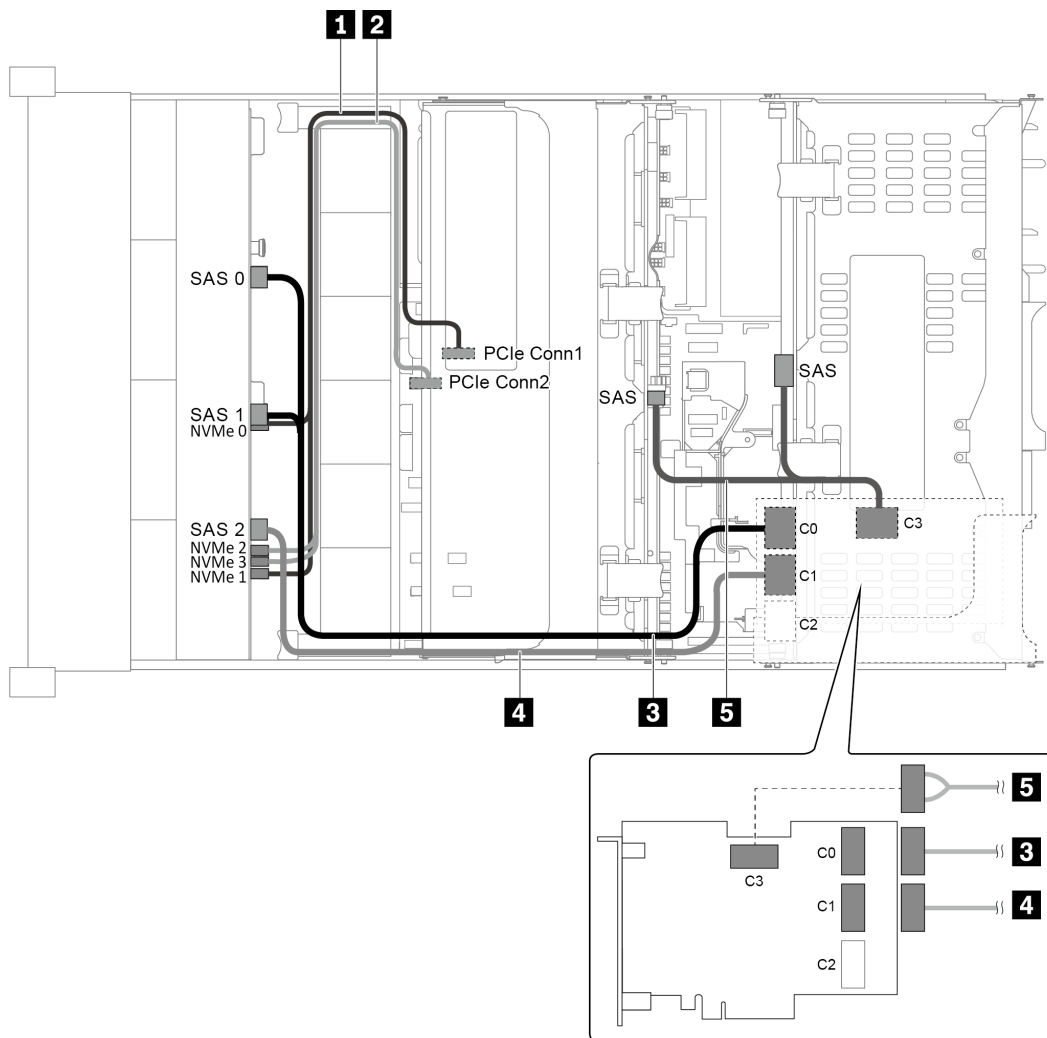 1 2
SAS 0
PCIe Conn1
PCIe Conn2
SAS
SAS
SAS 1
NVMe 0
SAS 2
NVMe 2
NVMe 3
NVMe 1
C0
C3
C1
C2
4 3 5
5
C0
3
C3
C1
4
C2